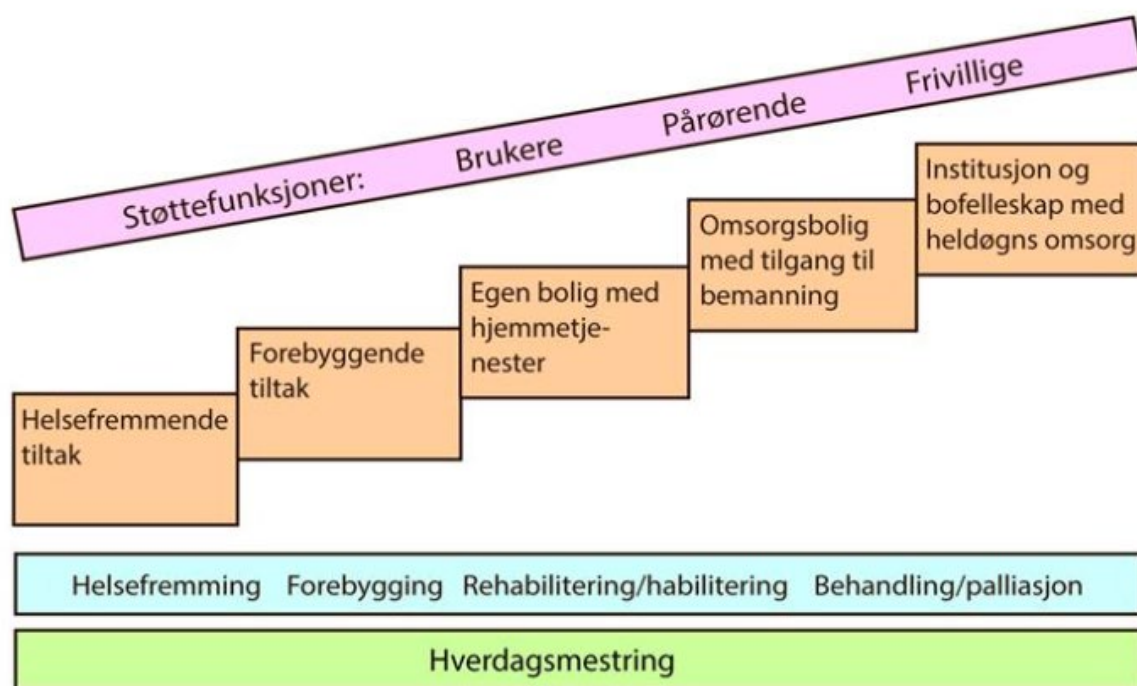 Støttefunksjoner: Brukere Pårørende Frivillige
Helsefremmende
tiltak
Forebyggende
tiltak
Egen bolig med
hjemmetje-
nester
Omsorgsbolig
med tilgang til
bemanning
Institusjon og
bofelleskap med
heldøgns omsorg
Helsefremming Forebygging Rehabilitering/habilitering Behandling/palliasjon
Hverdagsmestring